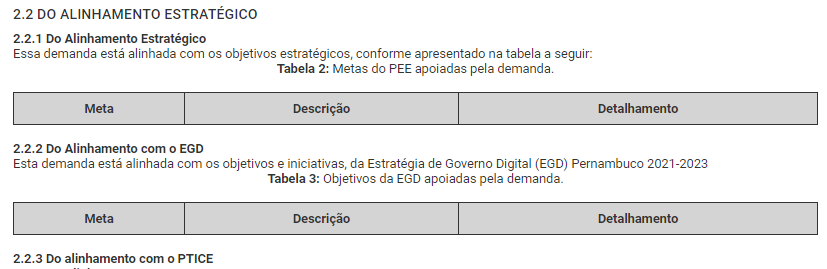 2.2 DO ALINHAMENTO ESTRATÉGICO
2.2.1 Do Alinhamento Estratégico
Essa demanda está alinhada com os objetivos estratégicos, conforme apresentado na tabela a seguir:
Tabela 2: Metas do PEE apoiadas pela demanda.
Meta Descrição Detalhamento
2.2.2 Do Alinhamento com o EGD
Esta demanda está alinhada com os objetivos e iniciativas, da Estratégia de Governo Digital (EGD) Pernambuco 2021-2023
Tabela 3: Objetivos da EGD apoiadas pela demanda.
Meta Descrição Detalhamento
2.2.3 Do alinhamento com o PTICE